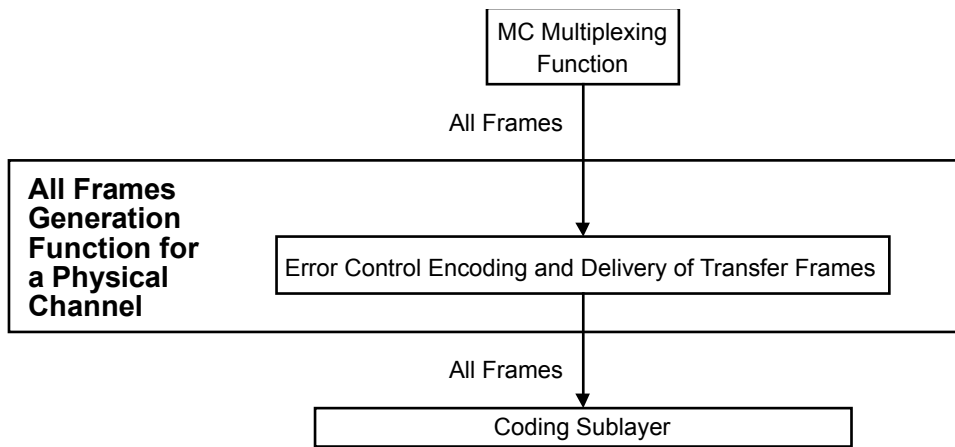 MC Multiplexing
Function
All Frames
All Frames
Generation
Function for
a Physical
Channel
Error Control Encoding and Delivery of Transfer Frames
All Frames
Coding Sublayer